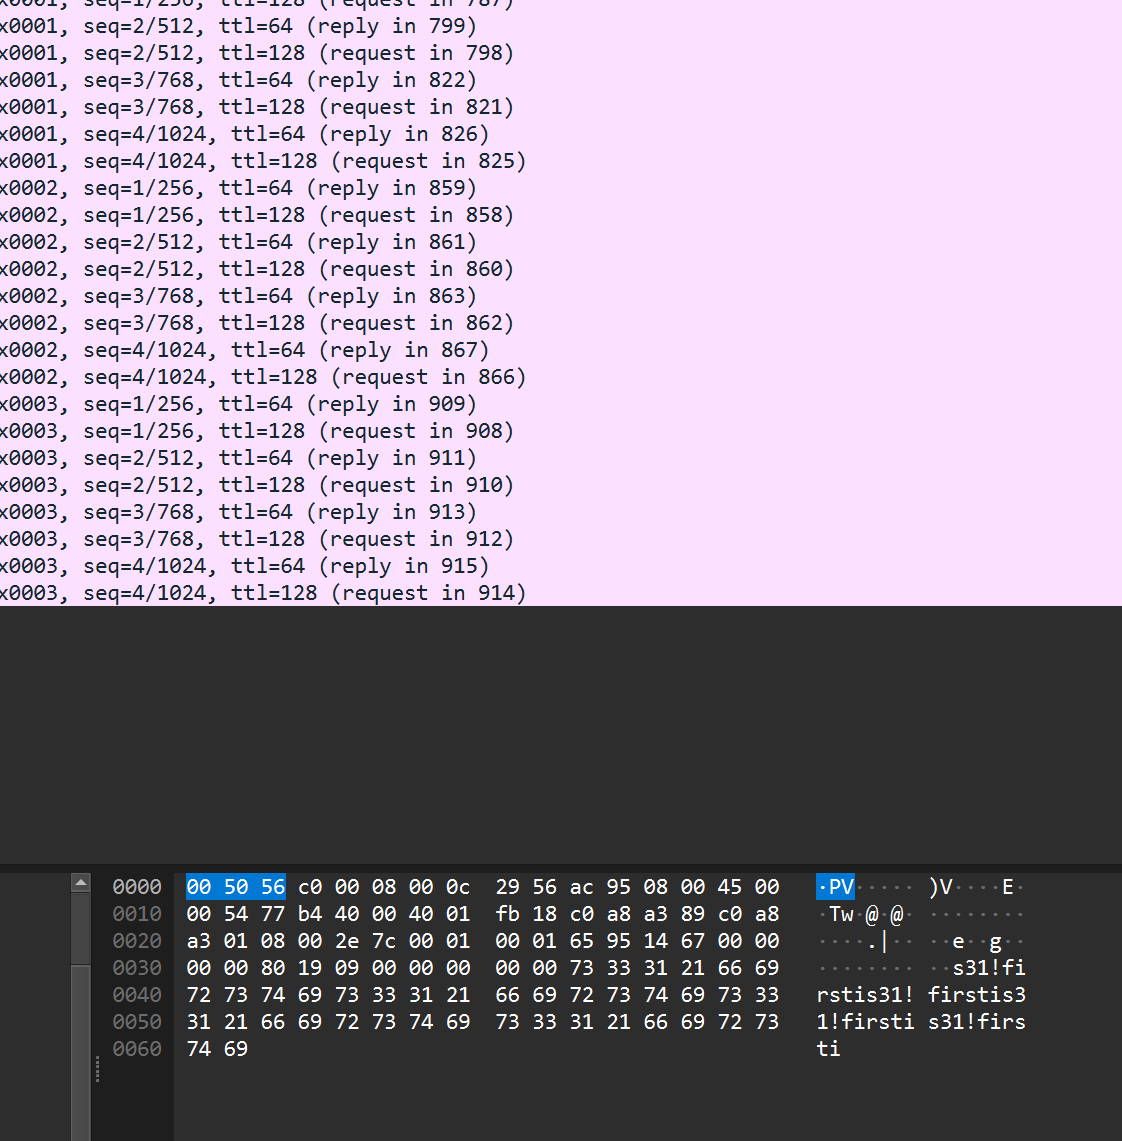 x0001, seq=1/256, ttl=128 (request in 787)
x0001, seq=2/512, ttl=64 (reply in 799)
x0001, seq=2/512, ttl=128 (request in 798)
x0001, seq=3/768, ttl=64 (reply in 822)
x0001, seq=3/768, ttl=128 (request in 821)
x0001, seq=4/1024, ttl=64 (reply in 826)
x0001, seq=4/1024, ttl=128 (request in 825)
x0002, seq=1/256, ttl=64 (reply in 859)
x0002, seq=1/256, ttl=128 (request in 858)
x0002, seq=2/512, ttl=64 (reply in 861)
x0002, seq=2/512, ttl=128 (request in 860)
x0002, seq=3/768, ttl=64 (reply in 863)
x0002, seq=3/768, ttl=128 (request in 862)
x0002, seq=4/1024, ttl=64 (reply in 867)
x0002, seq=4/1024, ttl=128 (request in 866)
x0003, seq=1/256, ttl=64 (reply in 909)
x0003, seq=1/256, ttl=128 (request in 908)
x0003, seq=2/512, ttl=64 (reply in 911)
x0003, seq=2/512, ttl=128 (request in 910)
x0003, seq=3/768, ttl=64 (reply in 913)
x0003, seq=3/768, ttl=128 (request in 912)
x0003, seq=4/1024, ttl=64 (reply in 915)
x0003, seq=4/1024, ttl=128 (request in 914)
0000 00 50 56 c0 00 08 00 0c 29 56 ac 95 08 00 45 00 ·PV····· )V····E·
0010 00 54 77 b4 40 00 40 01 fb 18 c0 a8 a3 89 c0 a8 ·Tw·@·@· ········
0020 a3 01 08 00 2e 7c 00 01 00 01 65 95 14 67 00 00 ····.|·· ··e··g··
0030 00 00 80 19 09 00 00 00 00 00 73 33 31 21 66 69 ········ ··s31!fi
0040 72 73 74 69 73 33 31 21 66 69 72 73 74 69 73 33 rstis31! firstis3
0050 31 21 66 69 72 73 74 69 73 33 31 21 66 69 72 73 1!firsti s31!firs
0060 74 69 ti